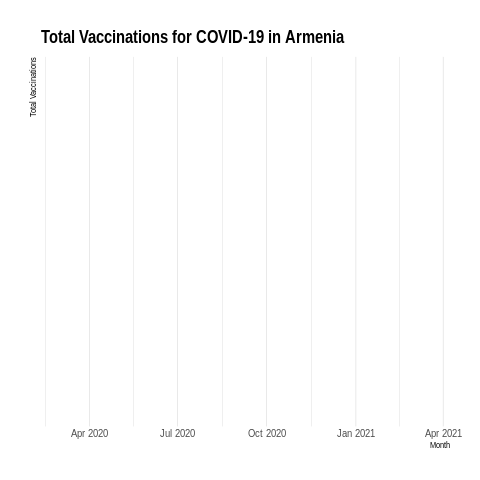 Total Vaccinations for COVID-19 in Armenia
Total Vaccinations
Apr 2020
Jul 2020
Oct 2020
Jan 2021
Apr 2021
Month